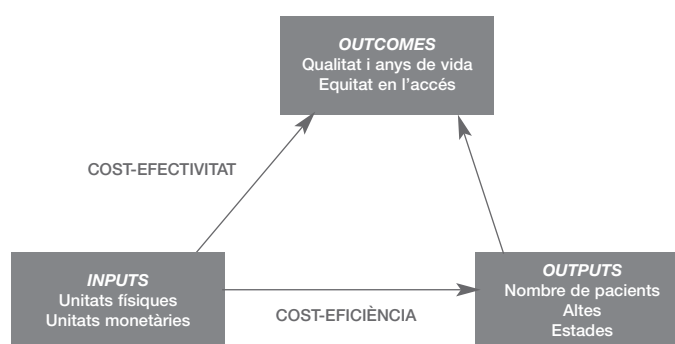 OUTCOMES
Qualitat i anys de vida
Equitat en l'accés
COST-EFECTIVITAT
INPUTS
Unitats físiques
Unitats monetàries
COST-EFICIÈNCIA
OUTPUTS
Nombre de pacients
Altes
Estades